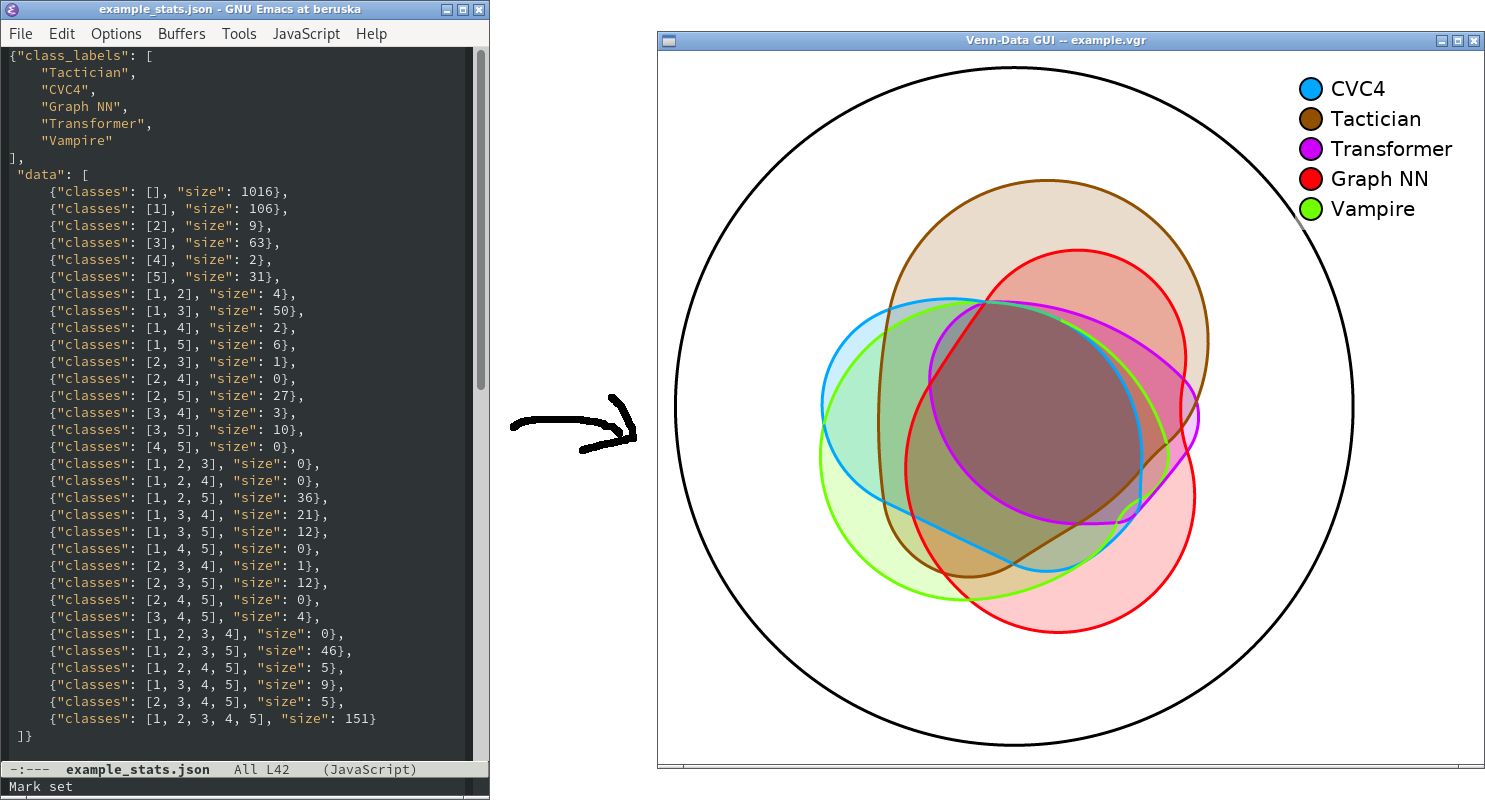 example_stats.json - GNU Emacs at beruska
File Edit Options Buffers Tools JavaScript Help
{"class_labels": [
    "Tactician",
    "CVC4",
    "Graph NN",
    "Transformer",
    "Vampire"
],
 "data": [
     {"classes": [], "size": 1016},
     {"classes": [1], "size": 106},
     {"classes": [2], "size": 9},
     {"classes": [3], "size": 63},
     {"classes": [4], "size": 2},
     {"classes": [5], "size": 31},
     {"classes": [1, 2], "size": 4},
     {"classes": [1, 3], "size": 50},
     {"classes": [1, 4], "size": 2},
     {"classes": [1, 5], "size": 6},
     {"classes": [2, 3], "size": 1},
     {"classes": [2, 4], "size": 0},
     {"classes": [2, 5], "size": 27},
     {"classes": [3, 4], "size": 3},
     {"classes": [3, 5], "size": 10},
     {"classes": [4, 5], "size": 0},
     {"classes": [1, 2, 3], "size": 0},
     {"classes": [1, 2, 4], "size": 0},
     {"classes": [1, 2, 5], "size": 36},
     {"classes": [1, 3, 4], "size": 21},
     {"classes": [1, 3, 5], "size": 12},
     {"classes": [1, 4, 5], "size": 0},
     {"classes": [2, 3, 4], "size": 1},
     {"classes": [2, 3, 5], "size": 12},
     {"classes": [2, 4, 5], "size": 0},
     {"classes": [3, 4, 5], "size": 4},
     {"classes": [1, 2, 3, 4], "size": 0},
     {"classes": [1, 2, 3, 5], "size": 46},
     {"classes": [1, 2, 4, 5], "size": 5},
     {"classes": [1, 3, 4, 5], "size": 9},
     {"classes": [2, 3, 4, 5], "size": 5},
     {"classes": [1, 2, 3, 4, 5], "size": 151}
 ]}
-:--- example_stats.json All L42 (JavaScript)
Mark set
Venn-Data GUI -- example.vgr
CVC4
Tactician
Transformer
Graph NN
Vampire